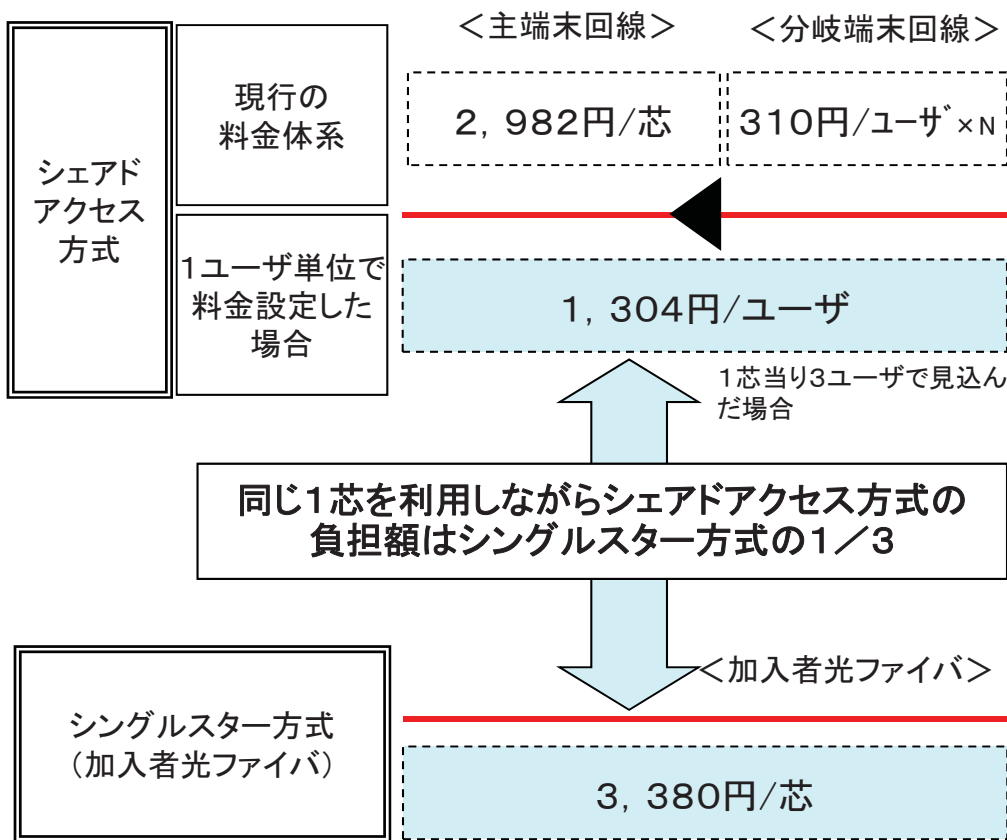 ＜主端末回線＞　＜分岐端末回線＞
シェアド
アクセス
方式
現行の
料金体系
２，９８２円/芯
３１０円/ユーザ×N
１ユーザ単位で
料金設定した
場合
１，３０４円/ユーザ
１芯当り３ユーザで見込ん
だ場合
同じ１芯を利用しながらシェアドアクセス方式の
負担額はシングルスター方式の１／３
＜加入者光ファイバ＞
シングルスター方式
（加入者光ファイバ）
３，３８０円/芯